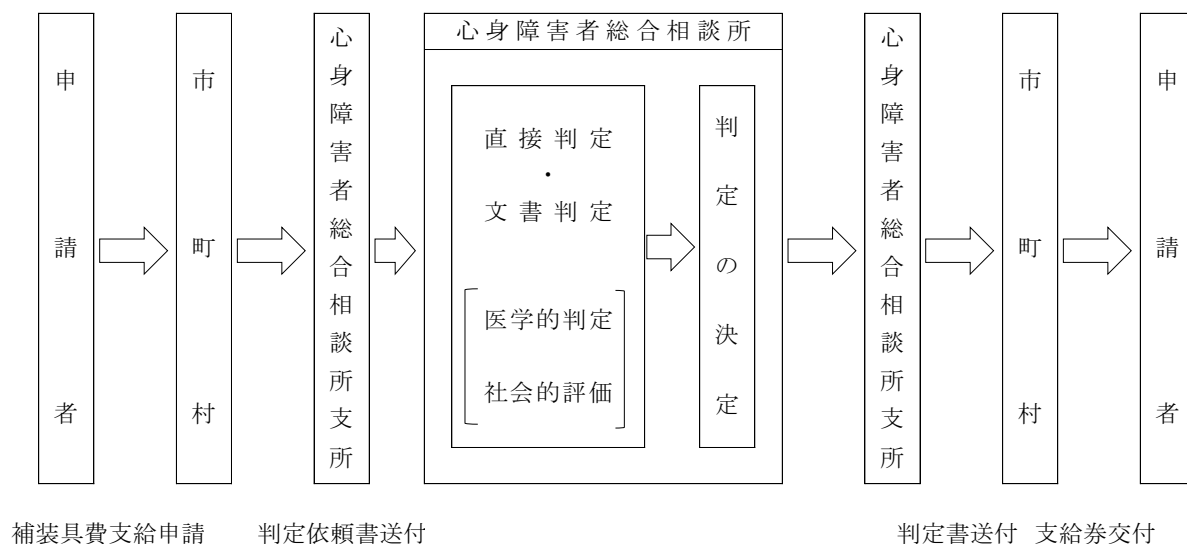 申請者
市町村
心身障害者総合相談所支所
心身障害者総合相談所
直接判定
・
文書判定
医学的判定
社会的評価
判定の決定
心身障害者総合相談所支所
市町村
申請者
補装具費支給申請
判定依頼書送付
判定書送付
支給券交付